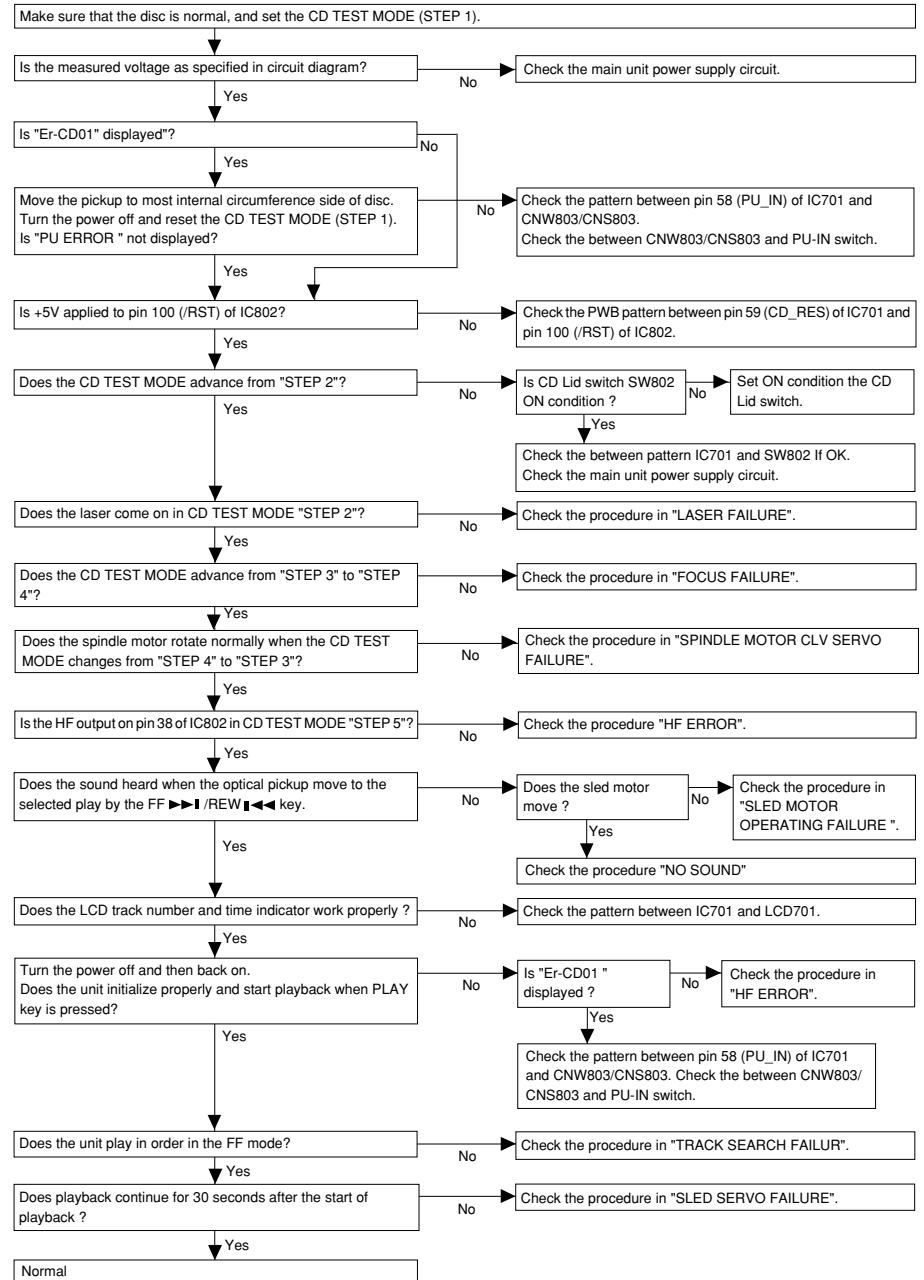 Make sure that the disc is normal, and set the CD TEST MODE (STEP 1).
Is the measured voltage as specified in circuit diagram?
No
Check the main unit power supply circuit.
Yes
Is "Er-CD01" displayed"?
No
Yes
Move the pickup to most internal circumference side of disc.
Turn the power off and reset the CD TEST MODE (STEP 1).
Is "PU ERROR " not displayed?
No
Check the pattern between pin 58 (PU_IN) of IC701 and
CNW803/CNS803.
Check the between CNW803/CNS803 and PU-IN switch.
Yes
Is +5V applied to pin 100 (/RST) of IC802?
No
Check the PWB pattern between pin 59 (CD_RES) of IC701 and
pin 100 (/RST) of IC802.
Yes
Does the CD TEST MODE advance from "STEP 2"?
No
Is CD Lid switch SW802
ON condition ?
No
Set ON condition the CD
Lid switch.
Yes
Yes
Check the between pattern IC701 and SW802 If OK.
Check the main unit power supply circuit.
Does the laser come on in CD TEST MODE "STEP 2"?
No
Check the procedure in "LASER FAILURE".
Yes
Does the CD TEST MODE advance from "STEP 3" to "STEP
4"?
No
Check the procedure in "FOCUS FAILURE".
Yes
Does the spindle motor rotate normally when the CD TEST
MODE changes from "STEP 4" to "STEP 3"?
No
Check the procedure in "SPINDLE MOTOR CLV SERVO
FAILURE".
Yes
Is the HF output on pin 38 of IC802 in CD TEST MODE "STEP 5"?
No
Check the procedure "HF ERROR".
Yes
Does the sound heard when the optical pickup move to the
selected play by the FF ►►I /REW I◄◄ key.
No
Does the sled motor
move ?
No
Check the procedure in
"SLED MOTOR
OPERATING FAILURE ".
Yes
Yes
Check the procedure "NO SOUND"
Does the LCD track number and time indicator work properly ?
No
Check the pattern between IC701 and LCD701.
Yes
Turn the power off and then back on.
Does the unit initialize properly and start playback when PLAY
key is pressed?
No
Is "Er-CD01 "
displayed ?
No
Check the procedure in
"HF ERROR".
Yes
Yes
Check the pattern between pin 58 (PU_IN) of IC701
and CNW803/CNS803. Check the between CNW803/
CNS803 and PU-IN switch.
Does the unit play in order in the FF mode?
No
Check the procedure in "TRACK SEARCH FAILUR".
Yes
Does playback continue for 30 seconds after the start of
playback ?
No
Check the procedure in "SLED SERVO FAILURE".
Yes
Normal